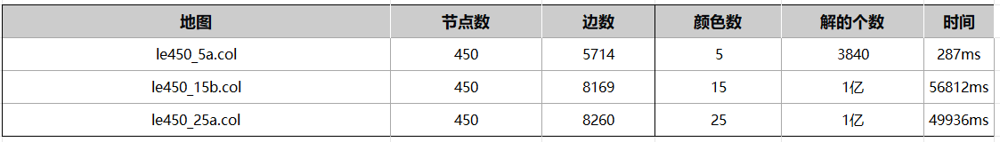 地图 节点数 边数 颜色数 解的个数 时间
le450_5a.col 450 5714 5 3840 287ms
le450_15b.col 450 8169 15 1亿 56812ms
le450_25a.col 450 8260 25 1亿 49936ms